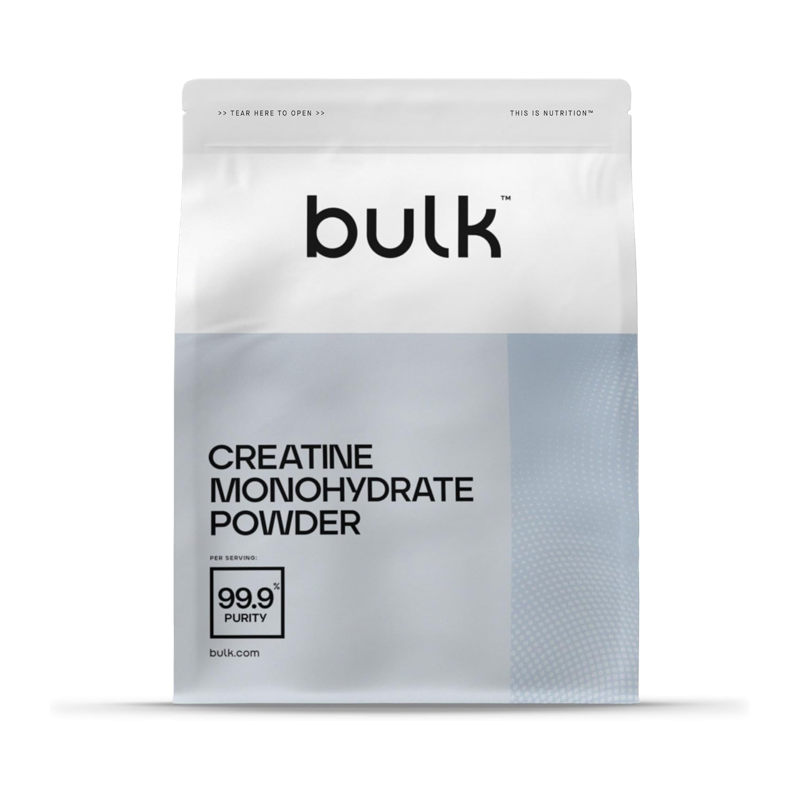 >> TEAR HERE TO OPEN >> THIS IS NUTRITION™
bulk™
CREATINE
MONOHYDRATE
POWDER
PER SERVING:
99.9%
PURITY
bulk.com